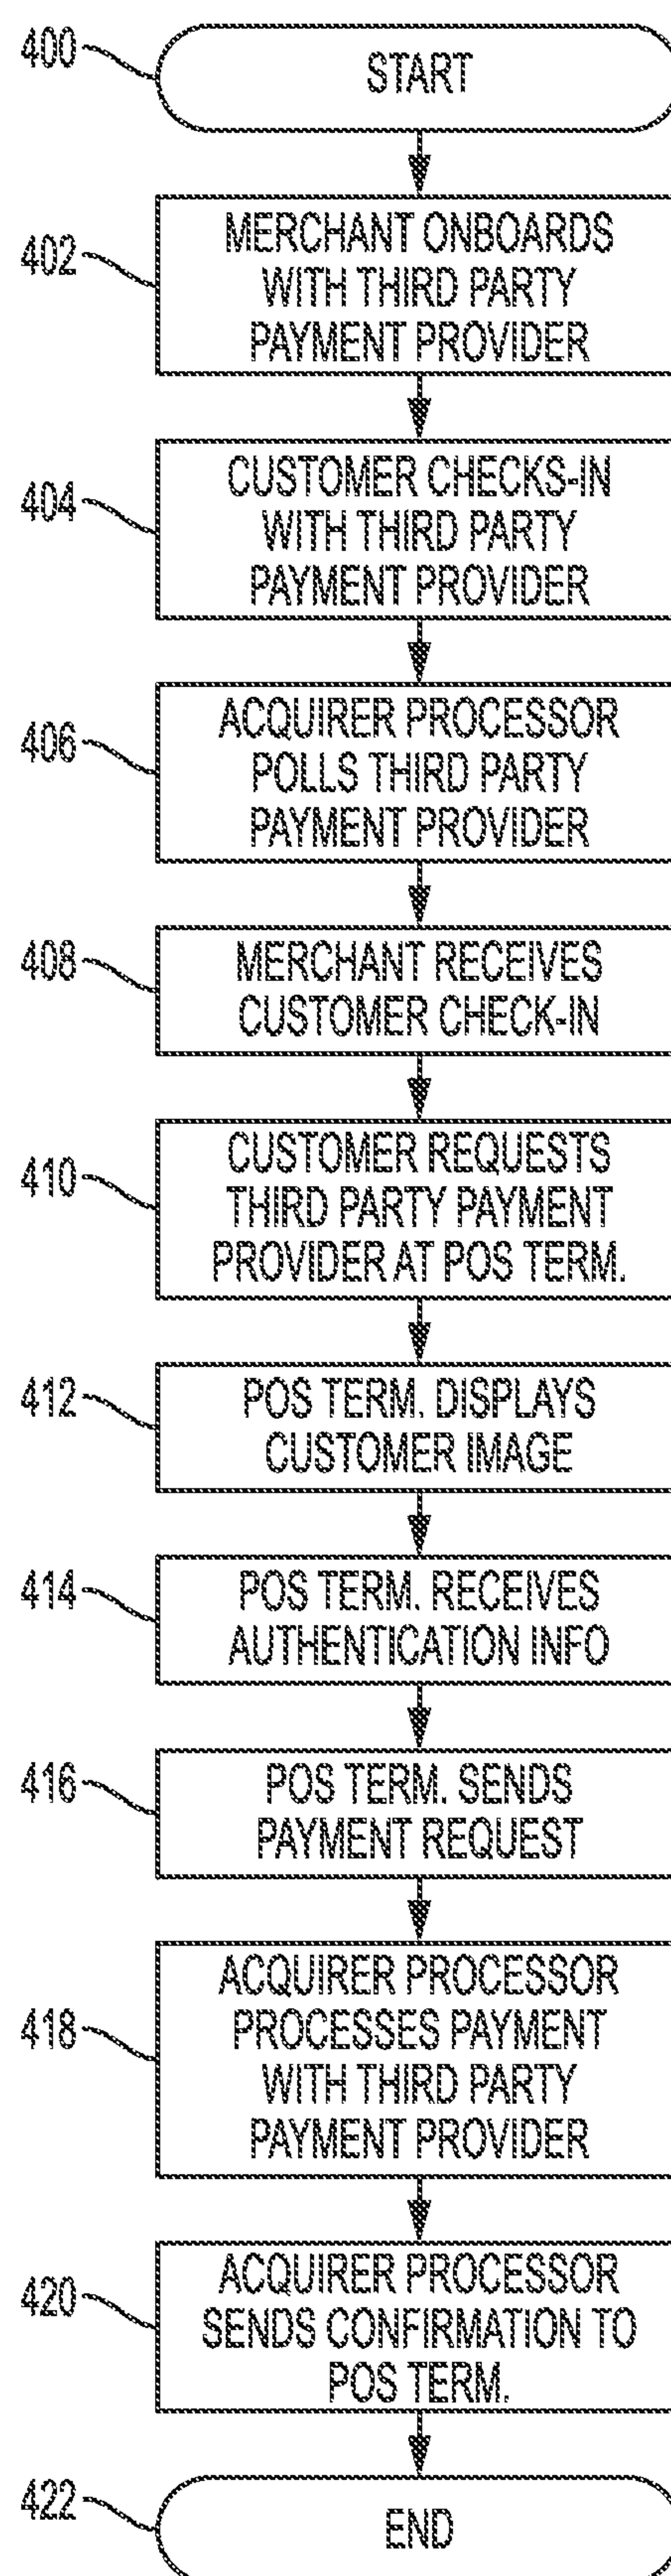 400
START
402
MERCHANT ONBOARDS
WITH THIRD PARTY
PAYMENT PROVIDER
404
CUSTOMER CHECKS-IN
WITH THIRD PARTY
PAYMENT PROVIDER
406
ACQUIRER PROCESSOR
POLLS THIRD PARTY
PAYMENT PROVIDER
408
MERCHANT RECEIVES
CUSTOMER CHECK-IN
410
CUSTOMER REQUESTS
THIRD PARTY PAYMENT
PROVIDER AT POS TERM.
412
POS TERM. DISPLAYS
CUSTOMER IMAGE
414
POS TERM. RECEIVES
AUTHENTICATION INFO
416
POS TERM. SENDS
PAYMENT REQUEST
418
ACQUIRER PROCESSOR
PROCESSES PAYMENT
WITH THIRD PARTY
PAYMENT PROVIDER
420
ACQUIRER PROCESSOR
SENDS CONFIRMATION TO
POS TERM.
422
END